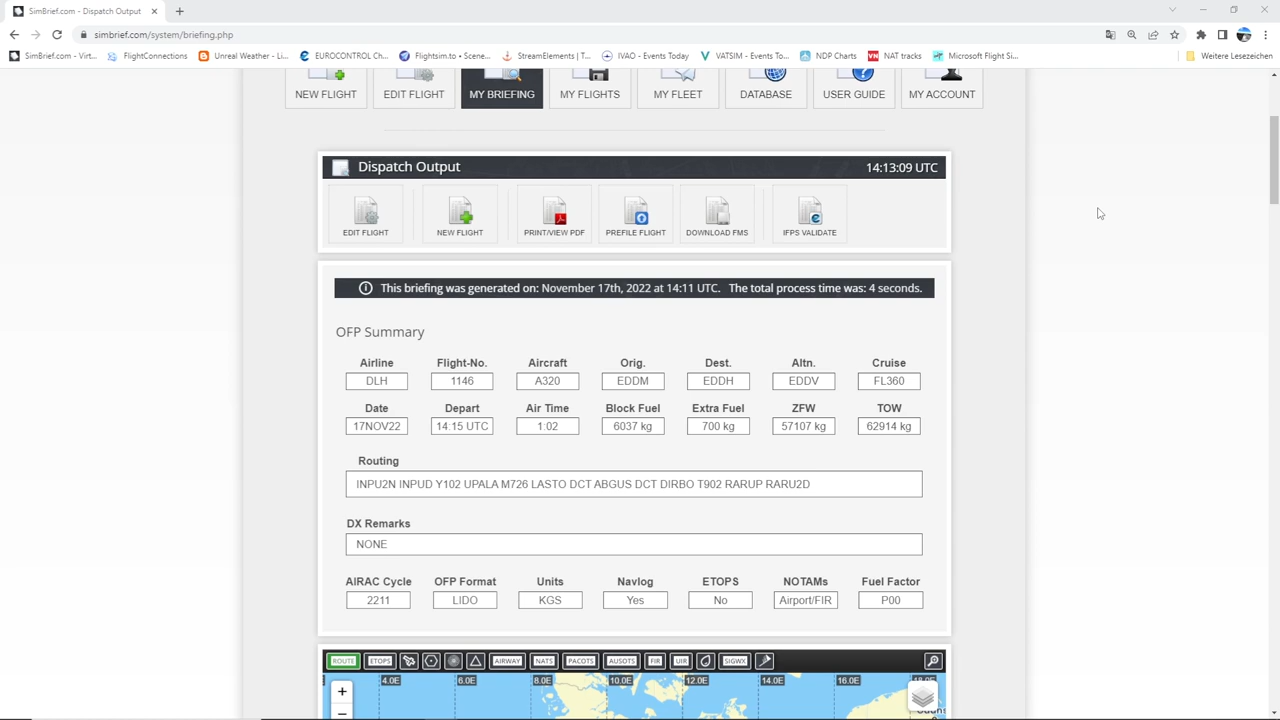 SimBrief.com - Dispatch Output
simbrief.com/system/briefing.php
SimBrief.com - Virt... FlightConnections Unreal Weather - Li... EUROCONTROL Ch... Flightsim.to • Scene... StreamElements | T... IVAO - Events Today VATSIM - Events To... NDP Charts NAT tracks Microsoft Flight Si... Weitere Lesezeichen
NEW FLIGHT EDIT FLIGHT MY BRIEFING MY FLIGHTS MY FLEET DATABASE USER GUIDE MY ACCOUNT
Dispatch Output 14:13:09 UTC
EDIT FLIGHT NEW FLIGHT PRINT/VIEW PDF PREFILE FLIGHT DOWNLOAD FMS IFPS VALIDATE
This briefing was generated on: November 17th, 2022 at 14:11 UTC. The total process time was: 4 seconds.
OFP Summary
Airline Flight-No. Aircraft Orig. Dest. Altn. Cruise
DLH 1146 A320 EDDM EDDH EDDV FL360
Date Depart Air Time Block Fuel Extra Fuel ZFW TOW
17NOV22 14:15 UTC 1:02 6037 kg 700 kg 57107 kg 62914 kg
Routing
INPU2N INPUD Y102 UPALA M726 LASTO DCT ABGUS DCT DIRBO T902 RARUP RARU2D
DX Remarks
NONE
AIRAC Cycle OFP Format Units Navlog ETOPS NOTAMs Fuel Factor
2211 LIDO KGS Yes No Airport/FIR P00
ROUTE ETOPS AIRWAY NATS PACOTS AUSOTS FIR UIR SIGWX
4.0E 6.0E 8.0E 10.0E 12.0E 14.0E 16.0E 18.0E
+